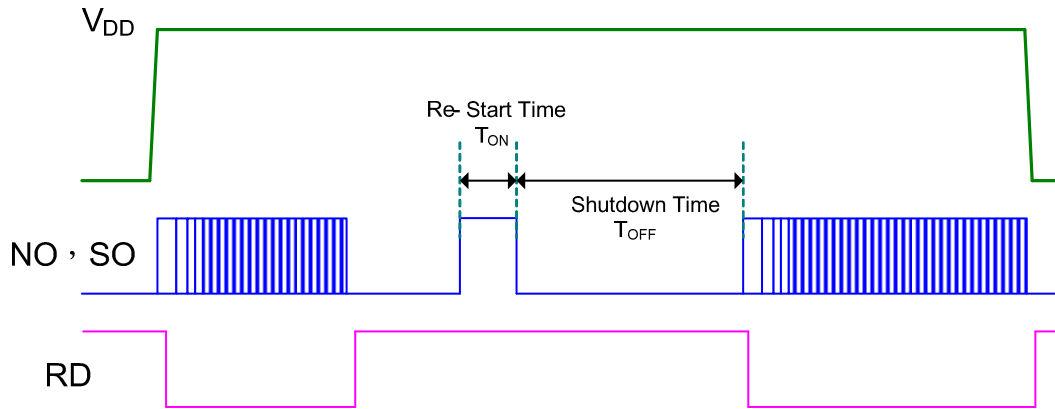 VDD
Re- Start Time
TON
Shutdown Time
TOFF
NO，SO
RD